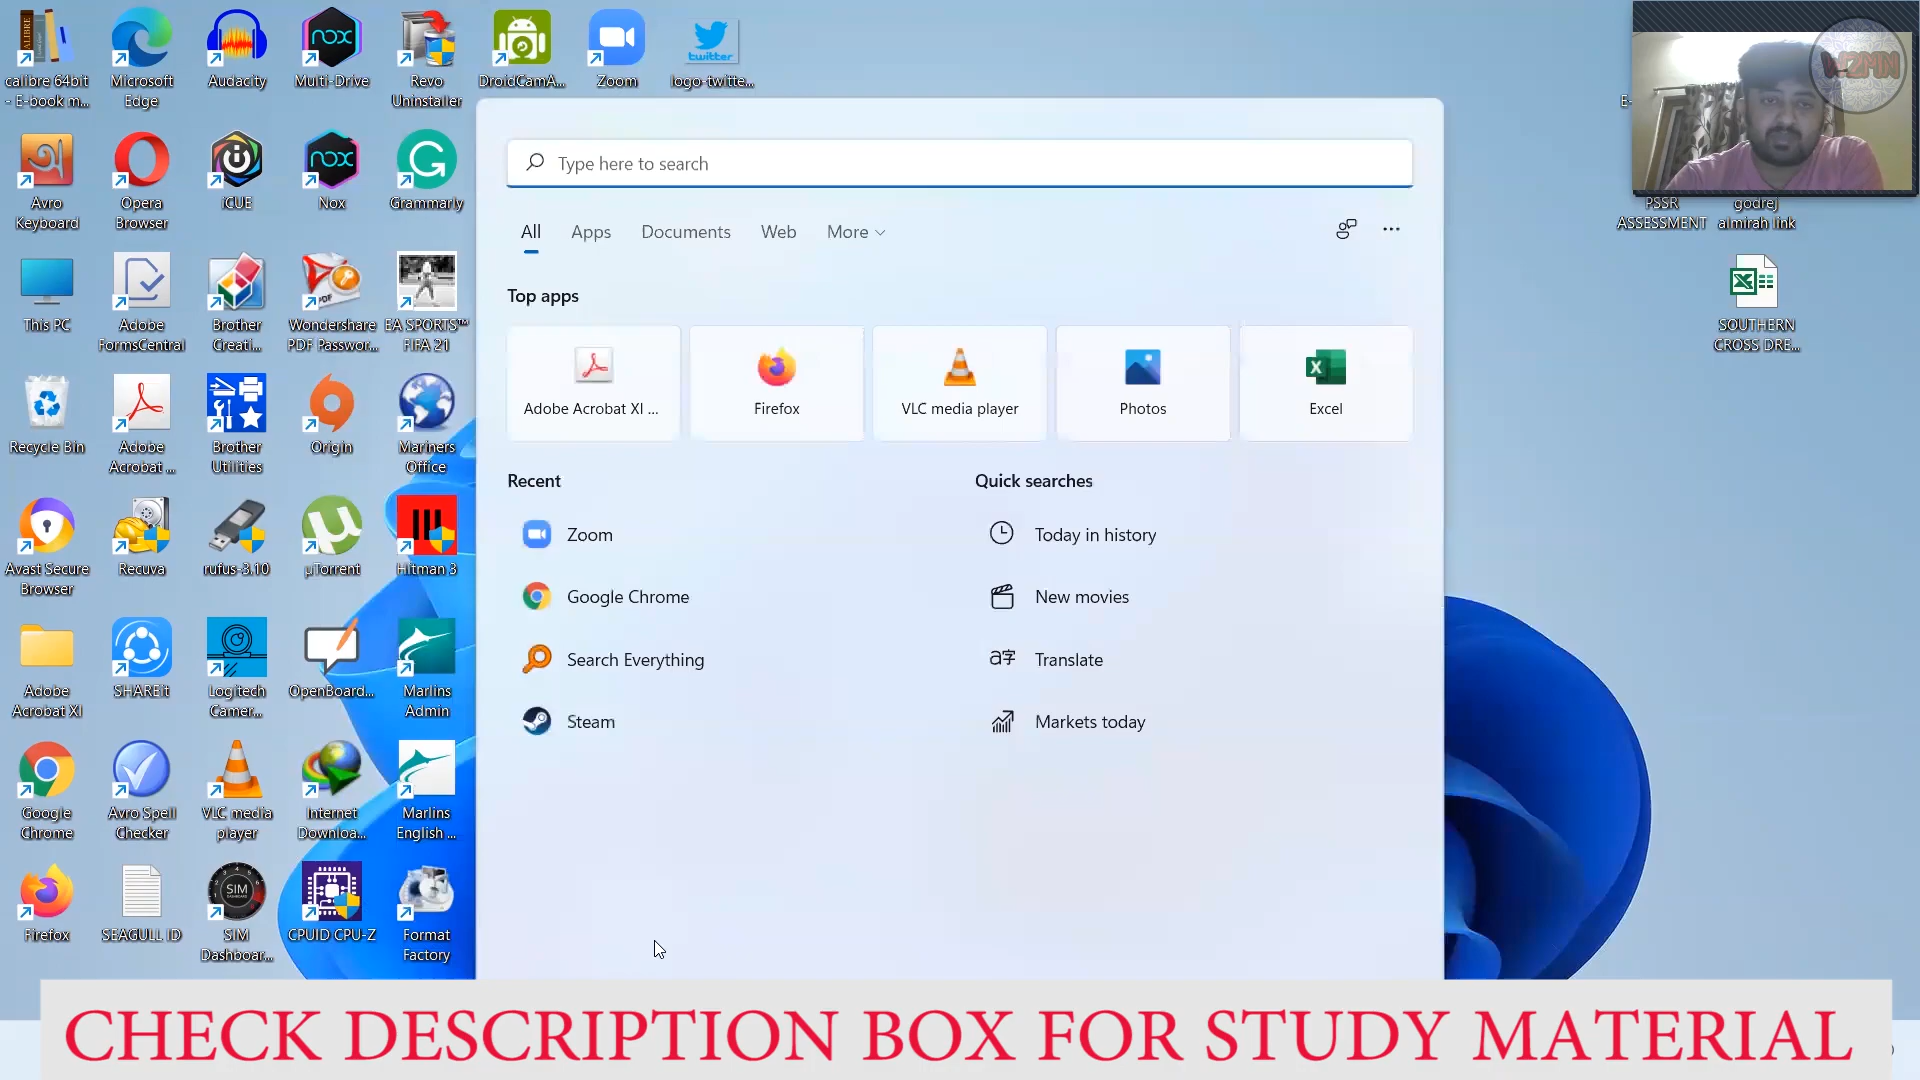 calibre 64bit
- E-book m...
Microsoft
Edge
Audacity
Multi-Drive
Revo
Uninstaller
DroidCamA...
Zoom
twitter
logo-twitte...
Avro
Keyboard
Opera
Browser
iCUE
nox
Nox
Grammarly
This PC
Adobe
FormsCentral
Brother
Creati...
Wondershare
PDF Passwor...
EA SPORTS™
FIFA 21
Recycle Bin
Adobe
Acrobat ...
Brother
Utilities
Origin
Mariners
Office
Avast Secure
Browser
Recuva
rufus-3.10
µTorrent
Hitman 3
Adobe
Acrobat XI
SHAREit
Logitech
Camer...
OpenBoard...
Marlins
Admin
Google
Chrome
Avro Spell
Checker
VLC media
player
Internet
Downloa...
Marlins
English ...
Firefox
SEAGULL ID
SIM
SIM
Dashboar...
CPUID CPU-Z
Format
Factory
Type here to search
All
Apps
Documents
Web
More
Top apps
Adobe Acrobat XI ...
Firefox
VLC media player
Photos
Excel
Recent
Zoom
Google Chrome
Search Everything
Steam
Quick searches
Today in history
New movies
Translate
Markets today
E-
WZMN
PSSR
ASSESSMENT
godrej
almirah link
SOUTHERN
CROSS DRE...
CHECK DESCRIPTION BOX FOR STUDY MATERIAL